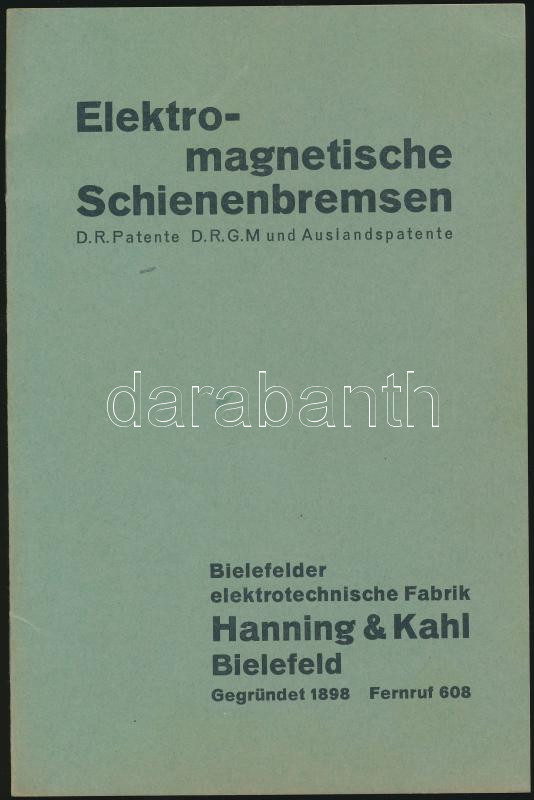 Elektro-
magnetische
Schienenbremsen
D.R.Patente D.R.G.M und Auslandspatente
darabanth
Bielefelder
elektrotechnische Fabrik
Hanning & Kahl
Bielefeld
Gegründet 1898 Fernruf 608